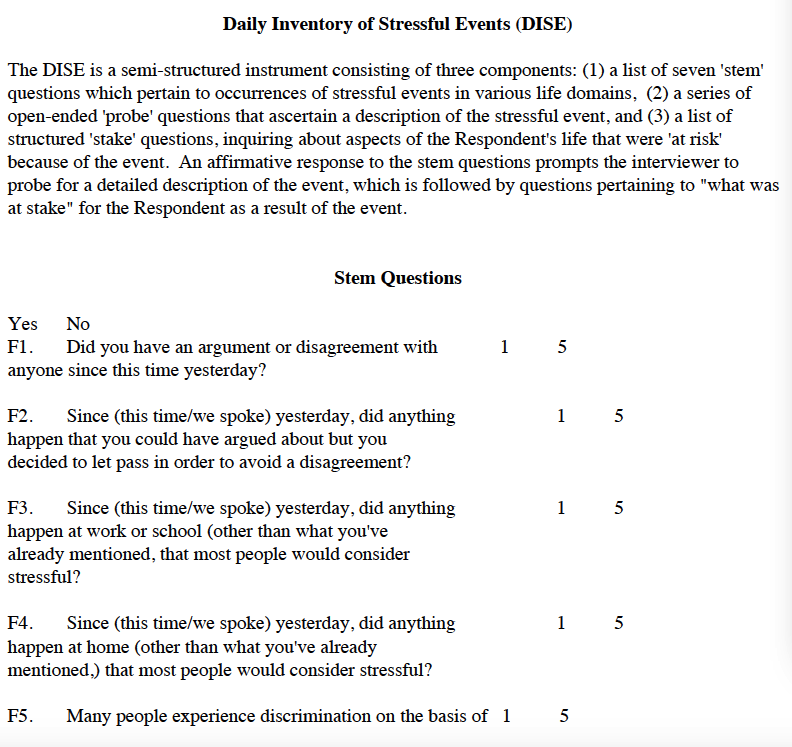 Daily Inventory of Stressful Events (DISE)
The DISE is a semi-structured instrument consisting of three components: (1) a list of seven 'stem'
questions which pertain to occurrences of stressful events in various life domains,  (2) a series of
open-ended 'probe' questions that ascertain a description of the stressful event, and (3) a list of
structured 'stake' questions, inquiring about aspects of the Respondent's life that were 'at risk'
because of the event.  An affirmative response to the stem questions prompts the interviewer to
probe for a detailed description of the event, which is followed by questions pertaining to "what was
at stake" for the Respondent as a result of the event.
Stem Questions
Yes No
F1. Did you have an argument or disagreement with 1 5
anyone since this time yesterday?
F2. Since (this time/we spoke) yesterday, did anything 1 5
happen that you could have argued about but you
decided to let pass in order to avoid a disagreement?
F3. Since (this time/we spoke) yesterday, did anything 1 5
happen at work or school (other than what you've
already mentioned, that most people would consider
stressful?
F4. Since (this time/we spoke) yesterday, did anything 1 5
happen at home (other than what you've already
mentioned,) that most people would consider stressful?
F5. Many people experience discrimination on the basis of 1 5